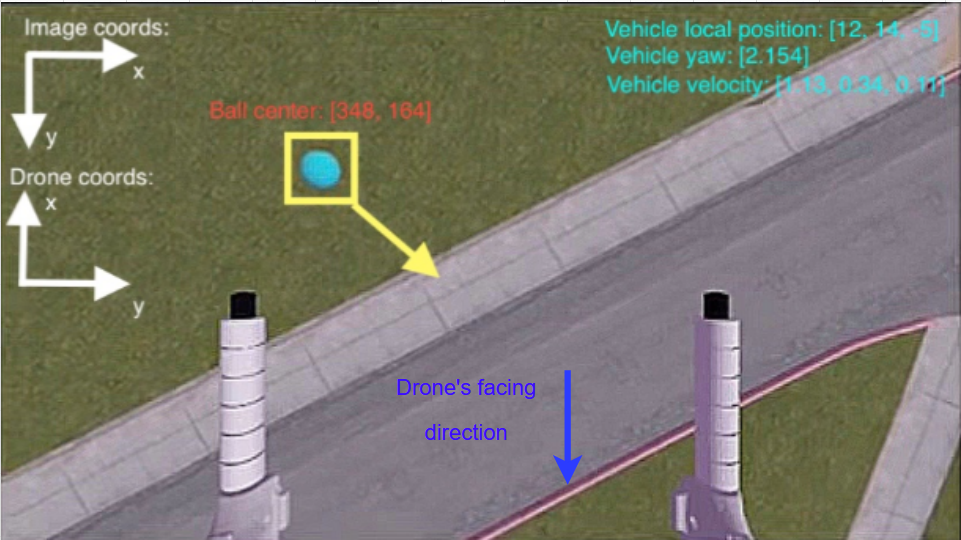 Image coords:
x
y
Drone coords:
x
y
Ball center: [348, 164]
Vehicle local position: [12, 14, -5]
Vehicle yaw: [2.154]
Vehicle velocity: [1.13, 0.34, 0.11]
Drone's facing
direction